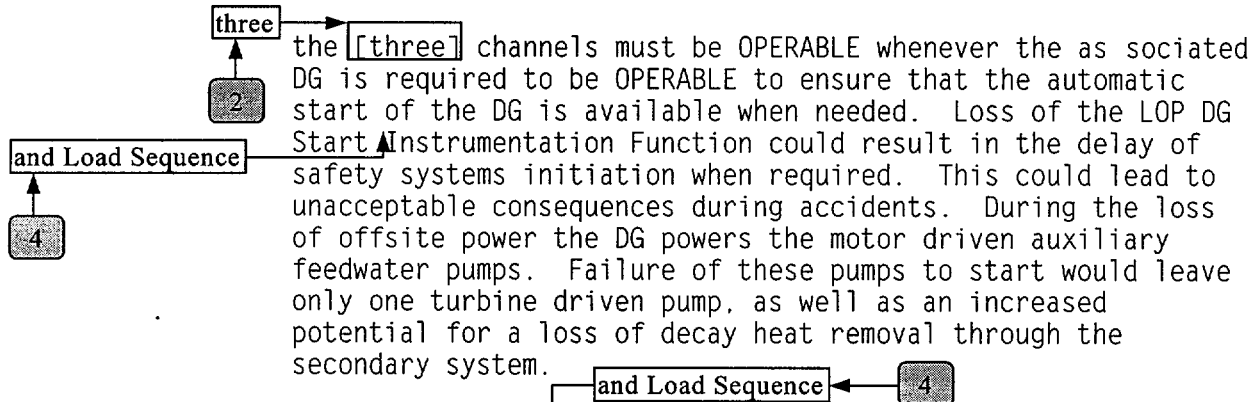 three
the [three] channels must be OPERABLE whenever the as sociated
2
DG is required to be OPERABLE to ensure that the automatic
start of the DG is available when needed. Loss of the LOP DG
and Load Sequence
Start Instrumentation Function could result in the delay of
safety systems initiation when required. This could lead to
4
unacceptable consequences during accidents. During the loss
of offsite power the DG powers the motor driven auxiliary
feedwater pumps. Failure of these pumps to start would leave
only one turbine driven pump, as well as an increased
potential for a loss of decay heat removal through the
secondary system.
and Load Sequence 4